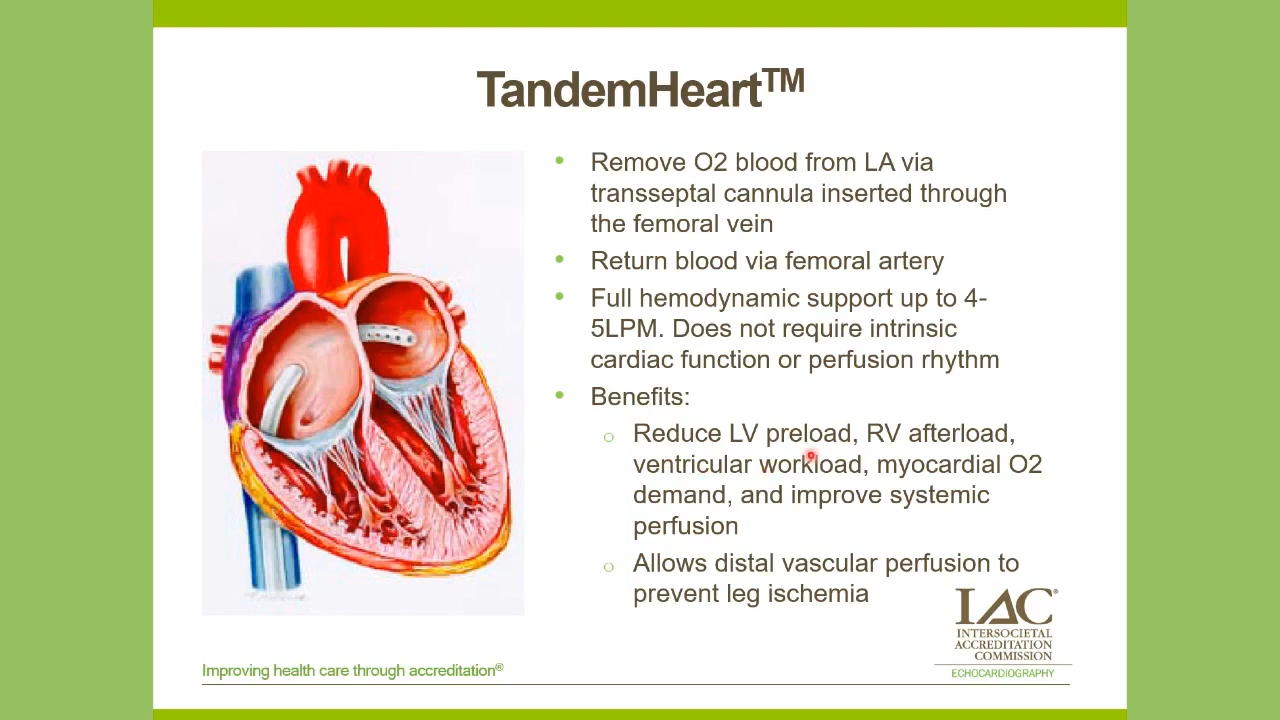 TandemHeart™
• Remove O2 blood from LA via
transseptal cannula inserted through
the femoral vein
• Return blood via femoral artery
• Full hemodynamic support up to 4-
5LPM. Does not require intrinsic
cardiac function or perfusion rhythm
• Benefits:
o Reduce LV preload, RV afterload,
ventricular workload, myocardial O2
demand, and improve systemic
perfusion
o Allows distal vascular perfusion to
prevent leg ischemia
IAC®
INTERSOCIETAL
ACCREDITATION
COMMISSION
ECHOCARDIOGRAPHY
Improving health care through accreditation®